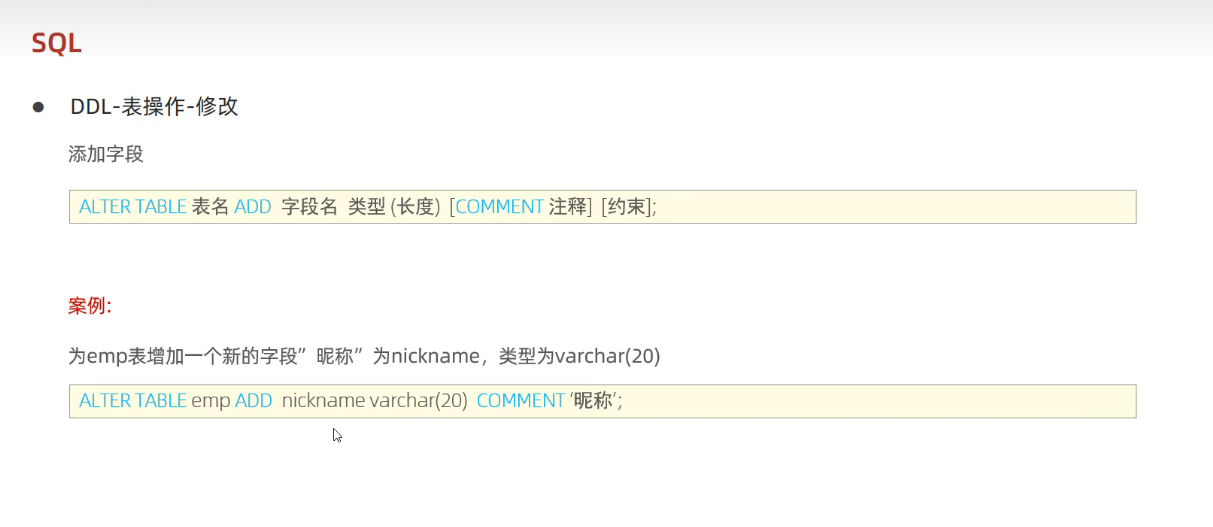 SQL
DDL-表操作-修改
添加字段
ALTER TABLE 表名 ADD 字段名 类型 (长度) [COMMENT 注释] [约束];
案例:
为emp表增加一个新的字段”昵称”为nickname，类型为varchar(20)
ALTER TABLE emp ADD nickname varchar(20) COMMENT ‘昵称’;